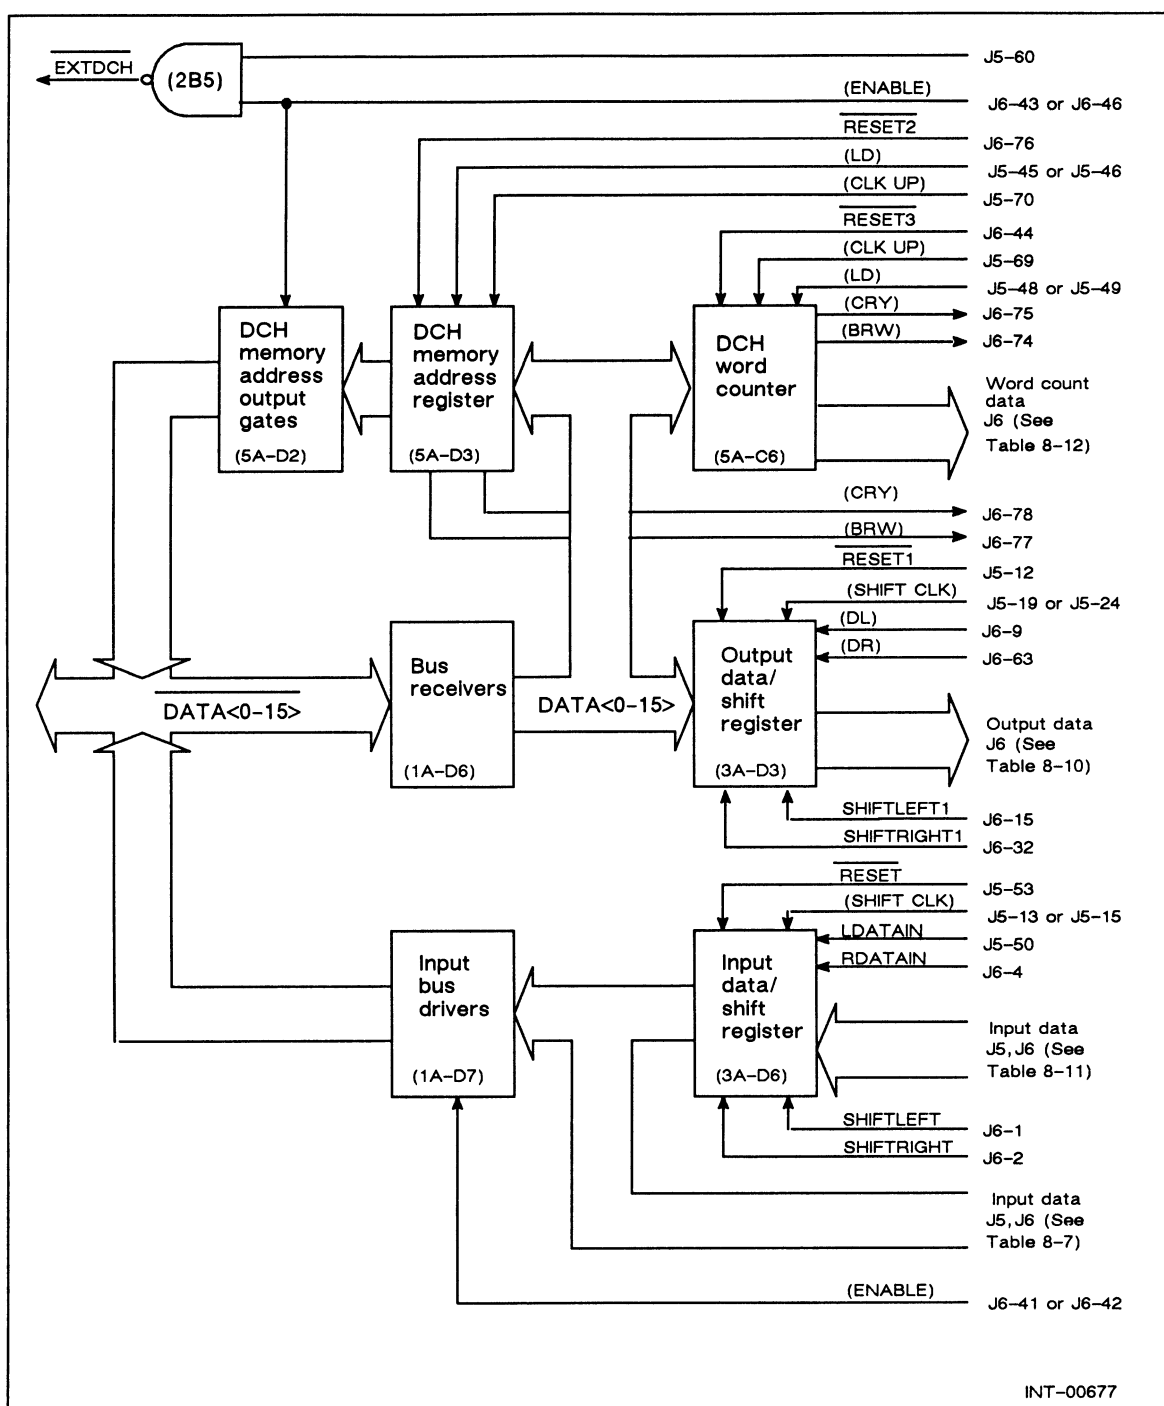 EXTDCH
(2B5)
J5-60
(ENABLE)
J6-43 or J6-46
RESET2
J6-76
(LD)
J5-45 or J5-46
(CLK UP)
J5-70
RESET3
J6-44
(CLK UP)
J5-69
(LD)
J5-48 or J5-49
(CRY)
J6-75
(BRW)
J6-74
DCH
memory
address
output
gates
(5A-D2)
DCH
memory
address
register
(5A-D3)
DCH
word
counter
(5A-C6)
Word count
data
J6 (See
Table 8-12)
(CRY)
J6-78
(BRW)
J6-77
RESET1
J5-12
(SHIFT CLK)
J5-19 or J5-24
(DL)
J6-9
(DR)
J6-63
DATA<0-15>
Bus
receivers
(1A-D6)
DATA<0-15>
Output
data/
shift
register
(3A-D3)
Output data
J6 (See
Table 8-10)
SHIFTLEFT1
J6-15
SHIFTRIGHT1
J6-32
RESET
J5-53
(SHIFT CLK)
J5-13 or J5-15
LDATAIN
J5-50
RDATAIN
J6-4
Input
bus
drivers
(1A-D7)
Input
data/
shift
register
(3A-D6)
Input data
J5,J6 (See
Table 8-11)
SHIFTLEFT
J6-1
SHIFTRIGHT
J6-2
Input data
J5,J6 (See
Table 8-7)
(ENABLE)
J6-41 or J6-42
INT-00677